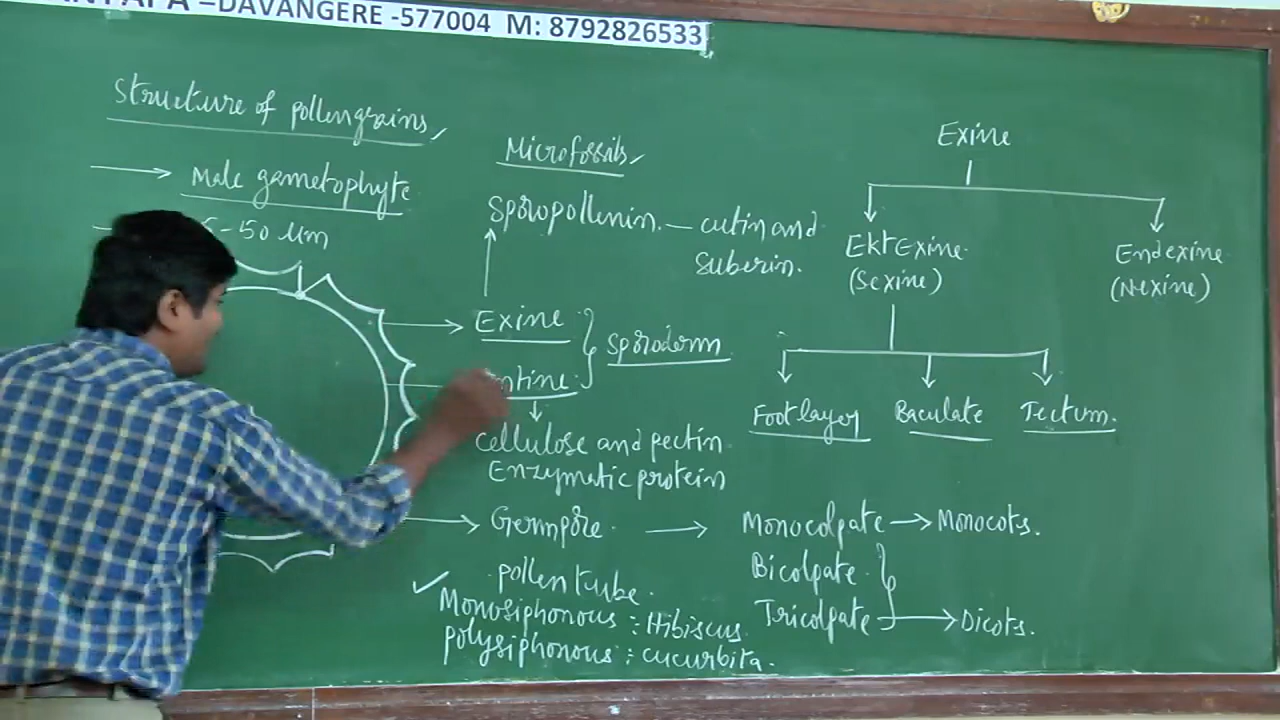 –DAVANGERE -577004 M: 8792826533
Structure of pollengrains,
Male gametophyte
-50 µm
Microfossils,
Sporopollenin. — cutin and
suberin.
Exine
Intine
Sporoderm
cellulose and pectin
Enzymatic protein
Germpore.
pollen tube.
✓ Monosiphonous : Hibiscus.
polysiphonous : cucurbita.
Exine
EktExine
(Sexine)
Endexine
(Nexine)
Foot layer
Baculate
Tectum.
Monocolpate → Monocots.
Bicolpate
Tricolpate → Dicots.